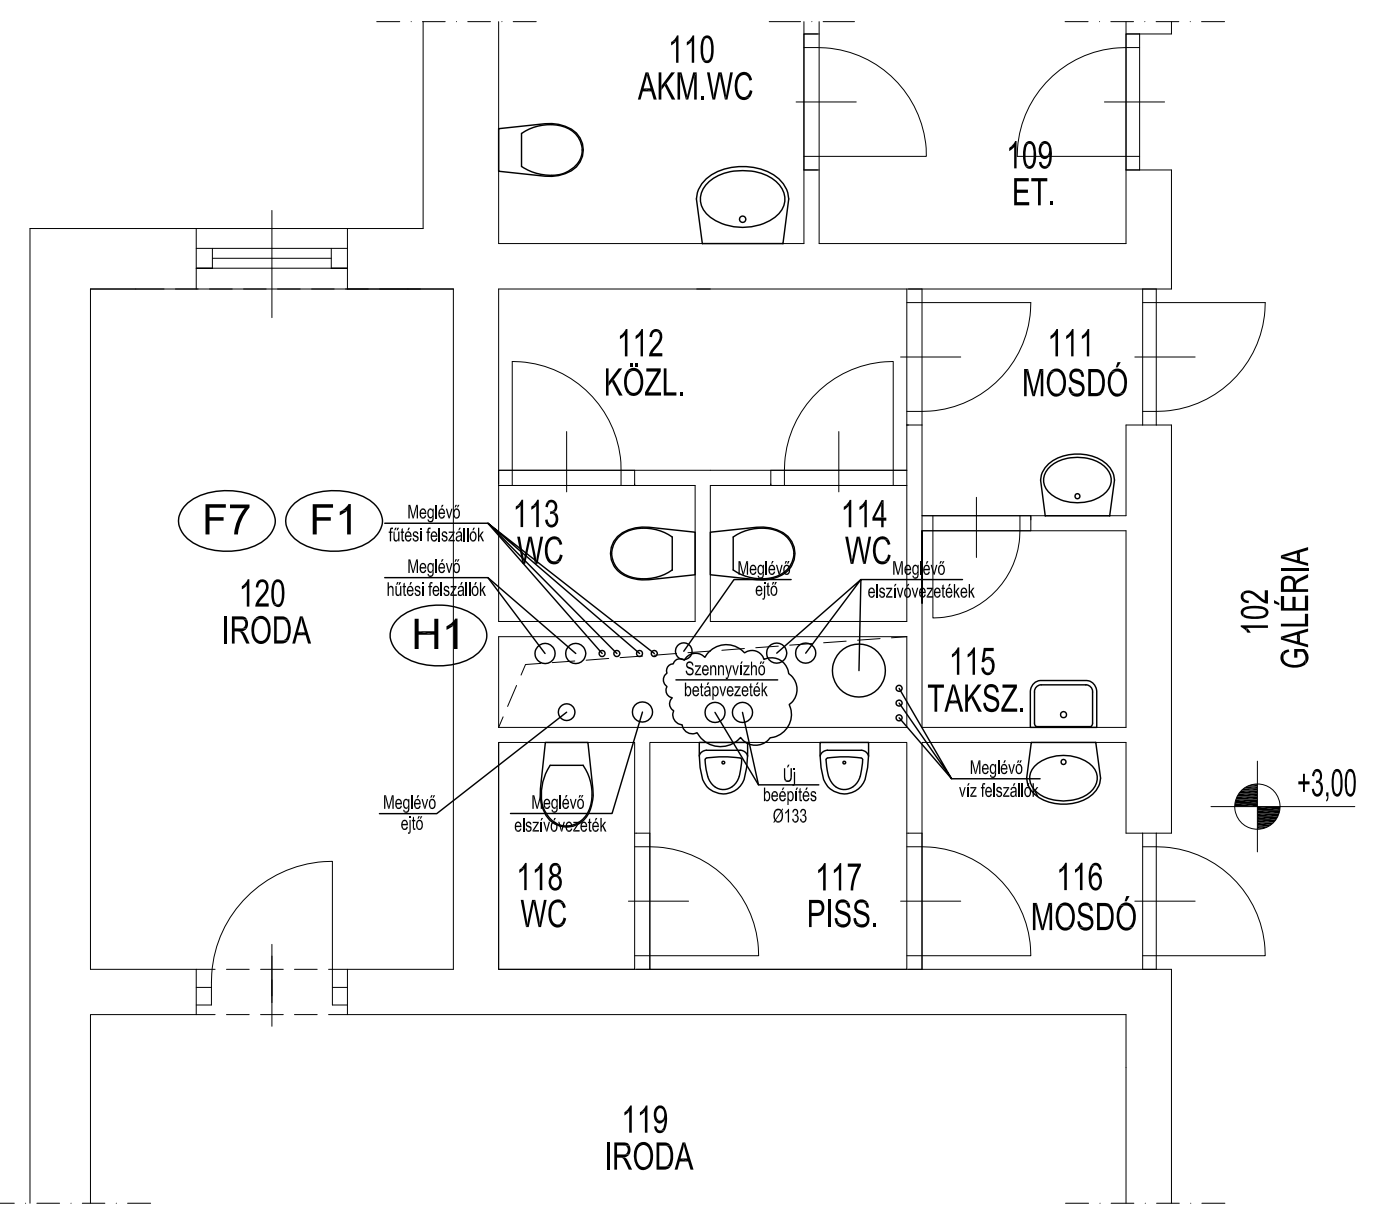 110
AKM.WC
109
ET.
112
KÖZL.
111
MOSDÓ
F7
F1
Meglévő
fűtési felszállók
113
WC
114
WC
Meglévő
hűtési felszállók
Meglévő
ejtő
Meglévő
elszívóvezetékek
120
IRODA
H1
102
GALÉRIA
115
TAKSZ.
Szennyvízhő
betápvezeték
Meglévő
víz felszállók
Új
beépítés
Ø133
+3,00
Meglévő
ejtő
Meglévő
elszívóvezeték
118
WC
117
PISS.
116
MOSDÓ
119
IRODA